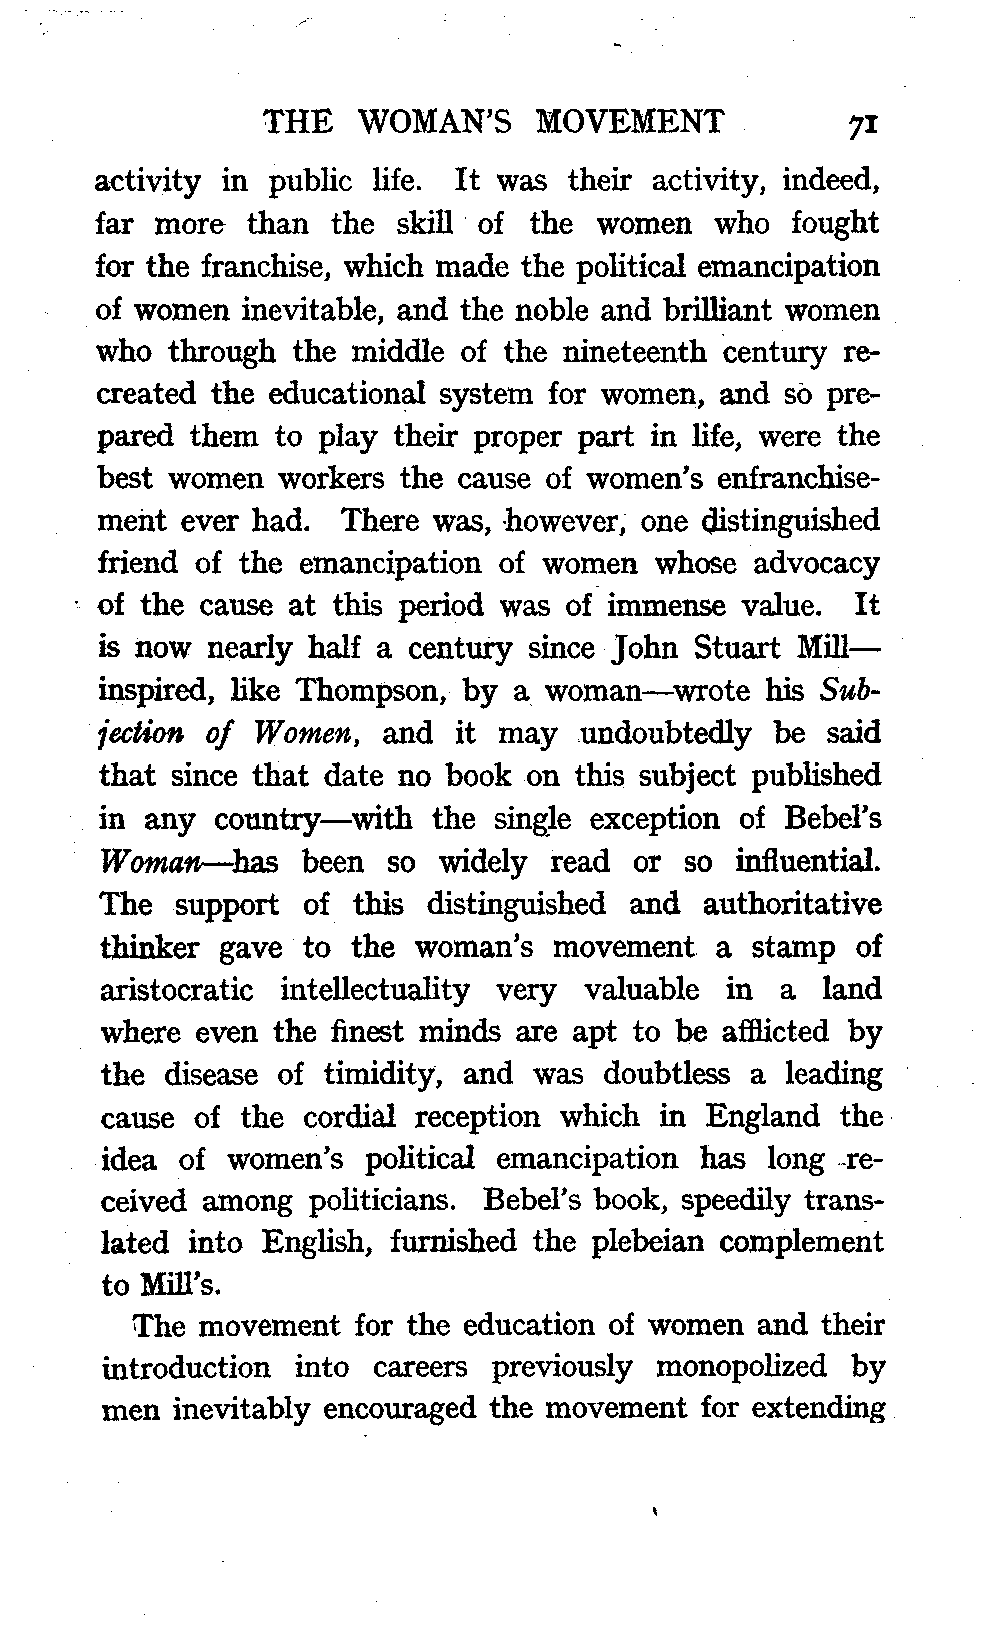 THE WOMAN'S MOVEMENT 71
activity in public life. It was their activity, indeed,
far more than the skill of the women who fought
for the franchise, which made the political emancipation
of women inevitable, and the noble and brilliant women
who through the middle of the nineteenth century re-
created the educational system for women, and so pre-
pared them to play their proper part in life, were the
best women workers the cause of women's enfranchise-
ment ever had. There was, however, one distinguished
friend of the emancipation of women whose advocacy
of the cause at this period was of immense value. It
is now nearly half a century since John Stuart Mill—
inspired, like Thompson, by a woman—wrote his Sub-
jection of Women, and it may undoubtedly be said
that since that date no book on this subject published
in any country—with the single exception of Bebel's
Woman—has been so widely read or so influential.
The support of this distinguished and authoritative
thinker gave to the woman's movement a stamp of
aristocratic intellectuality very valuable in a land
where even the finest minds are apt to be afflicted by
the disease of timidity, and was doubtless a leading
cause of the cordial reception which in England the
idea of women's political emancipation has long re-
ceived among politicians. Bebel's book, speedily trans-
lated into English, furnished the plebeian complement
to Mill's.
The movement for the education of women and their
introduction into careers previously monopolized by
men inevitably encouraged the movement for extending